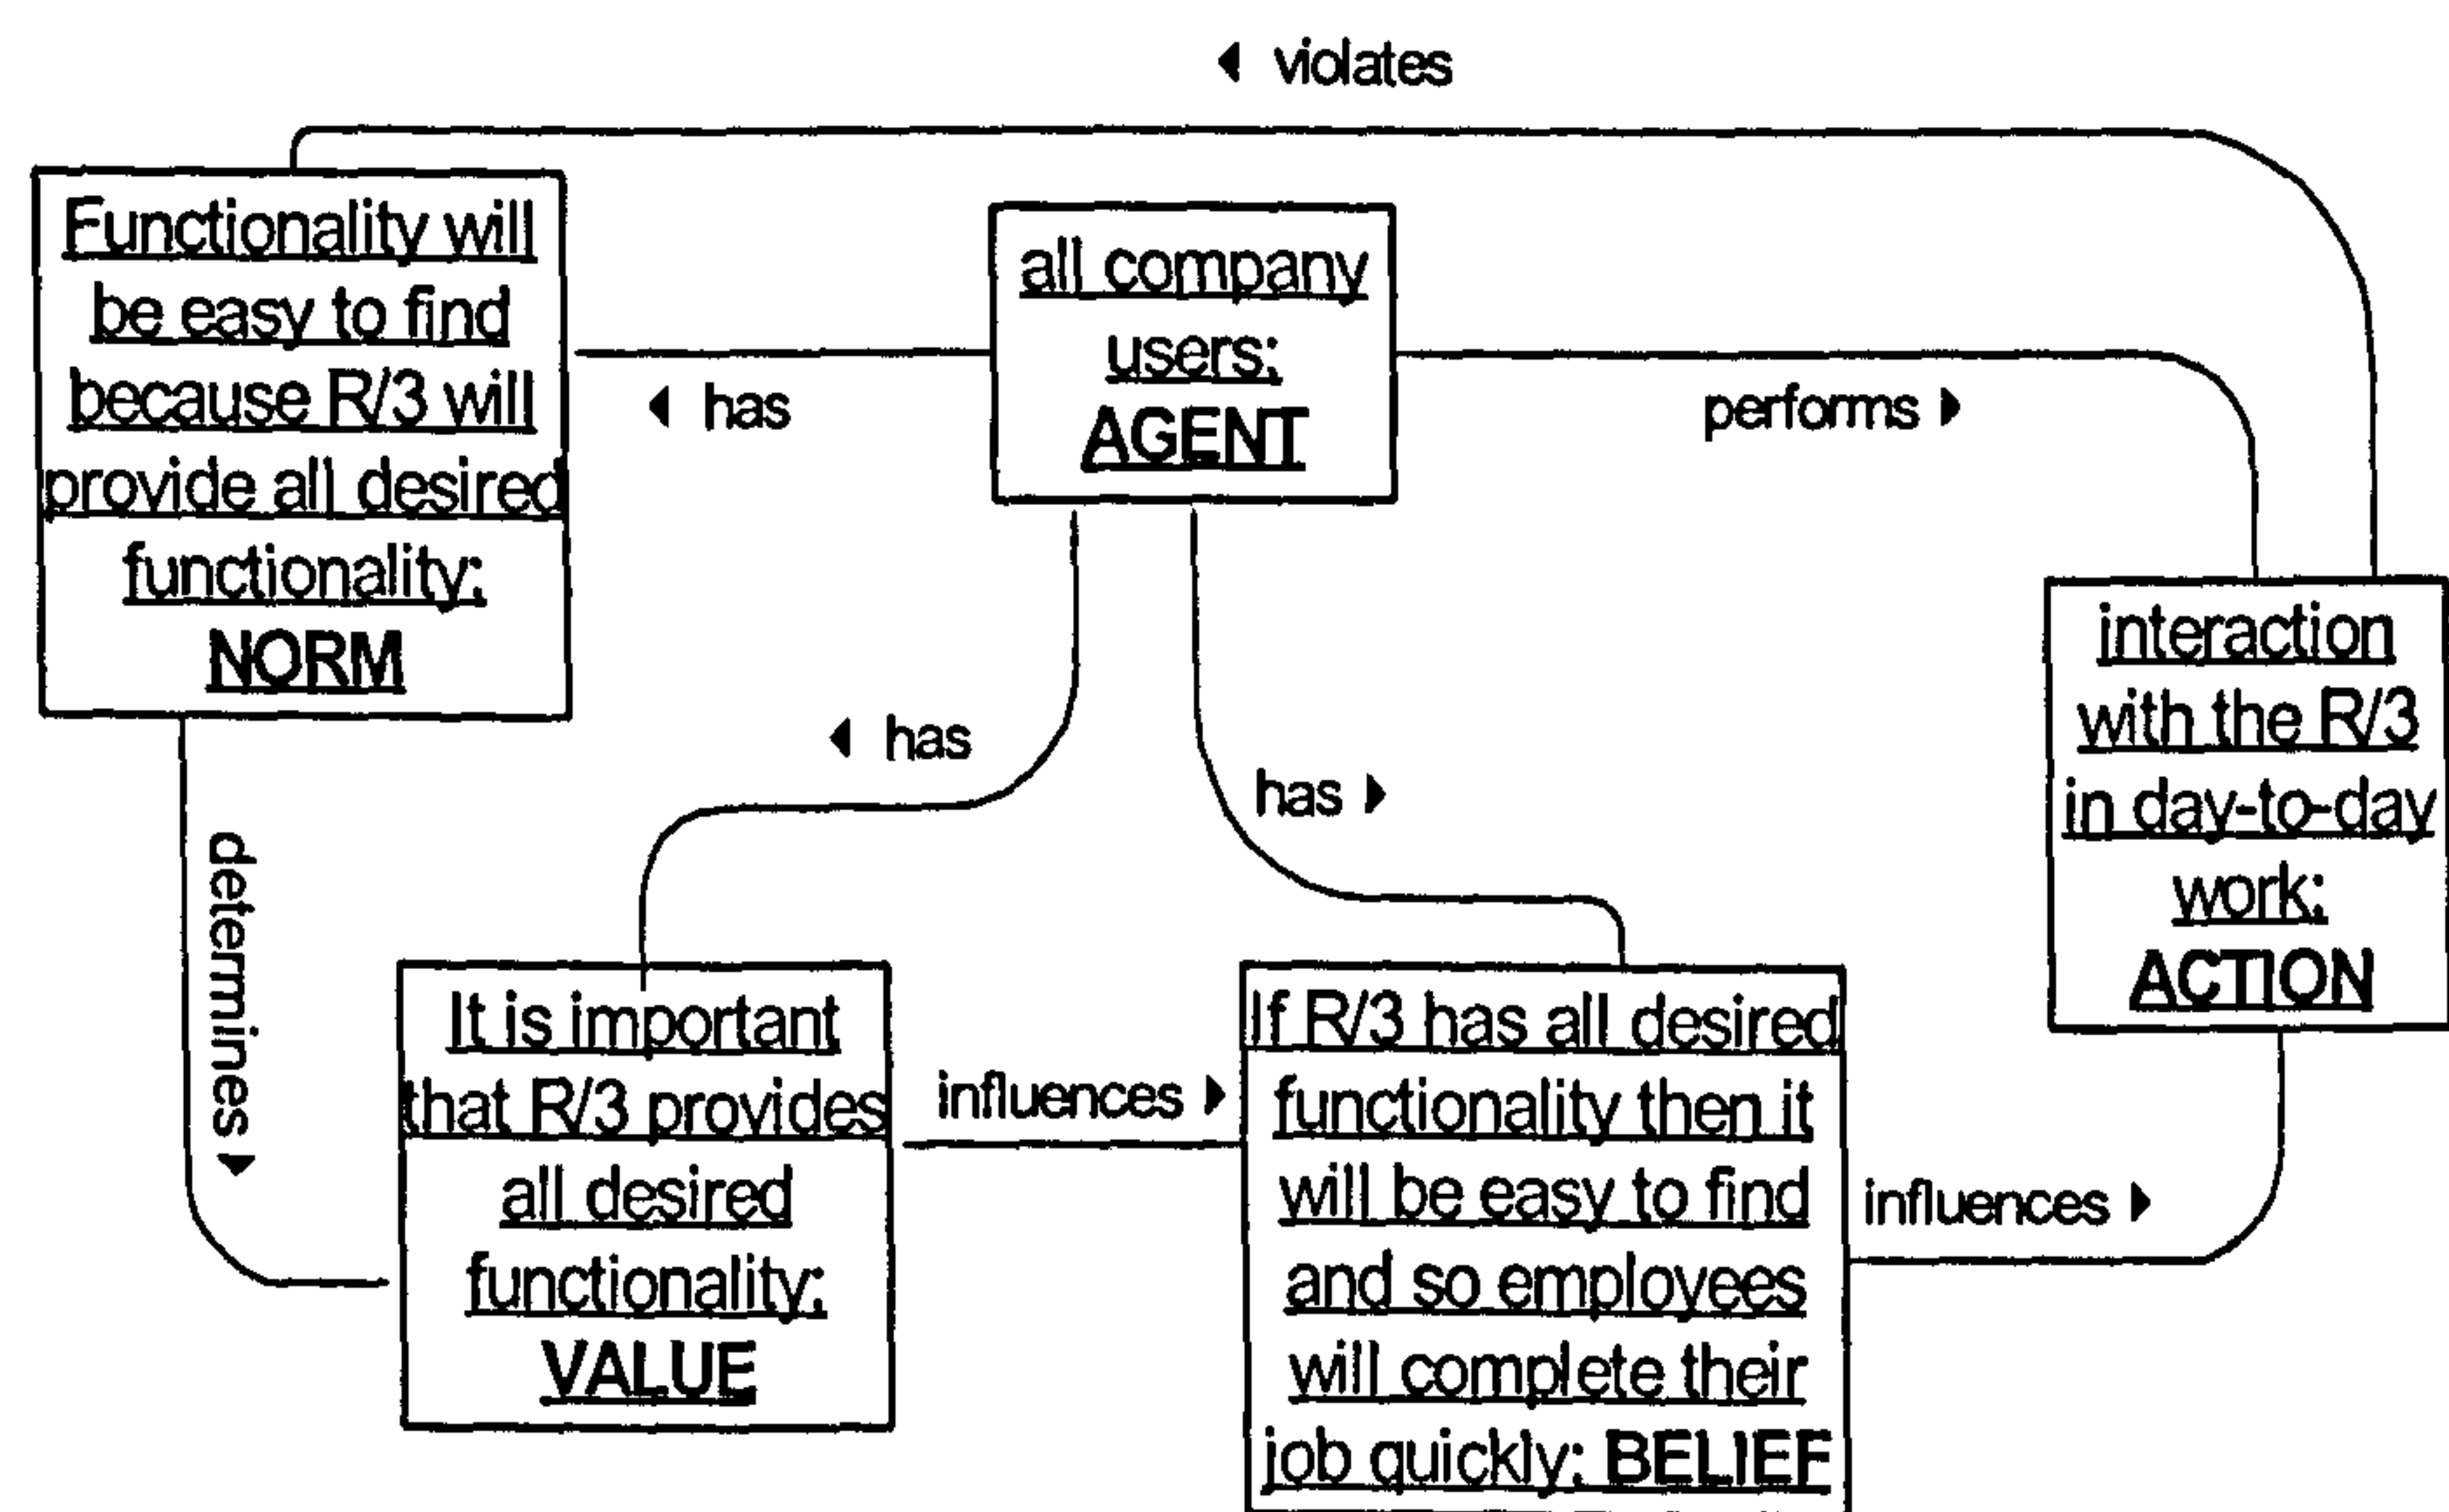 ◄ violates
Functionality will
be easy to find
because R/3 will
provide all desired
functionality:
NORM
all company
users:
AGENT
◄ has
performs ►
◄ has
has ►
interaction
with the R/3
in day-to-day
work:
ACTION
determines ►
It is important
that R/3 provides
all desired
functionality:
VALUE
influences ►
If R/3 has all desired
functionality then it
will be easy to find
and so employees
will complete their
job quickly: BELIEF
influences ►